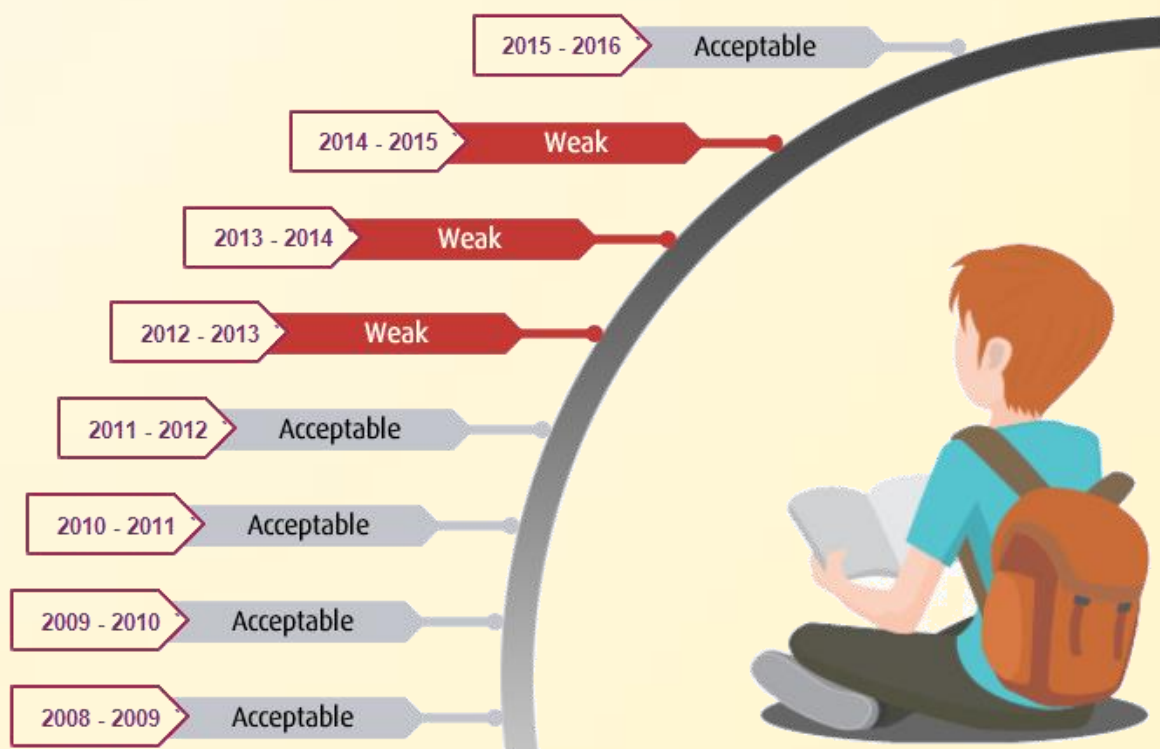 2015 - 2016 Acceptable
2014 - 2015 Weak
2013 - 2014 Weak
2012 - 2013 Weak
2011 - 2012 Acceptable
2010 - 2011 Acceptable
2009 - 2010 Acceptable
2008 - 2009 Acceptable